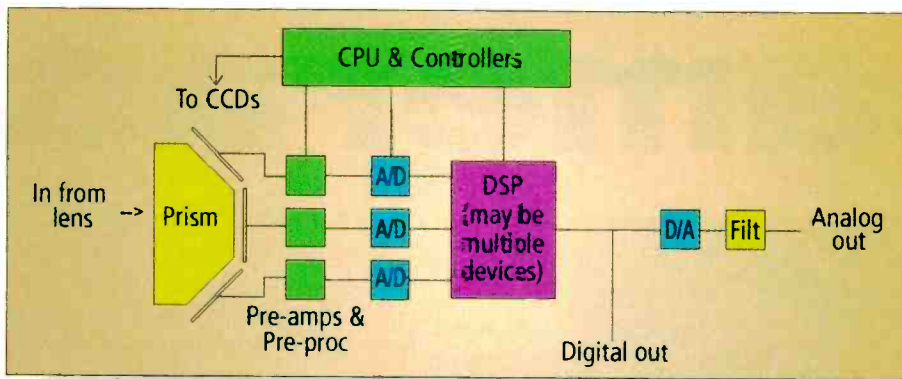 CPU & Controllers
To CCDs
In from
lens
Prism
A/D
A/D
A/D
Pre-amps &
Pre-proc
DSP
(may be
multiple
devices)
D/A
Filt
Analog
out
Digital out